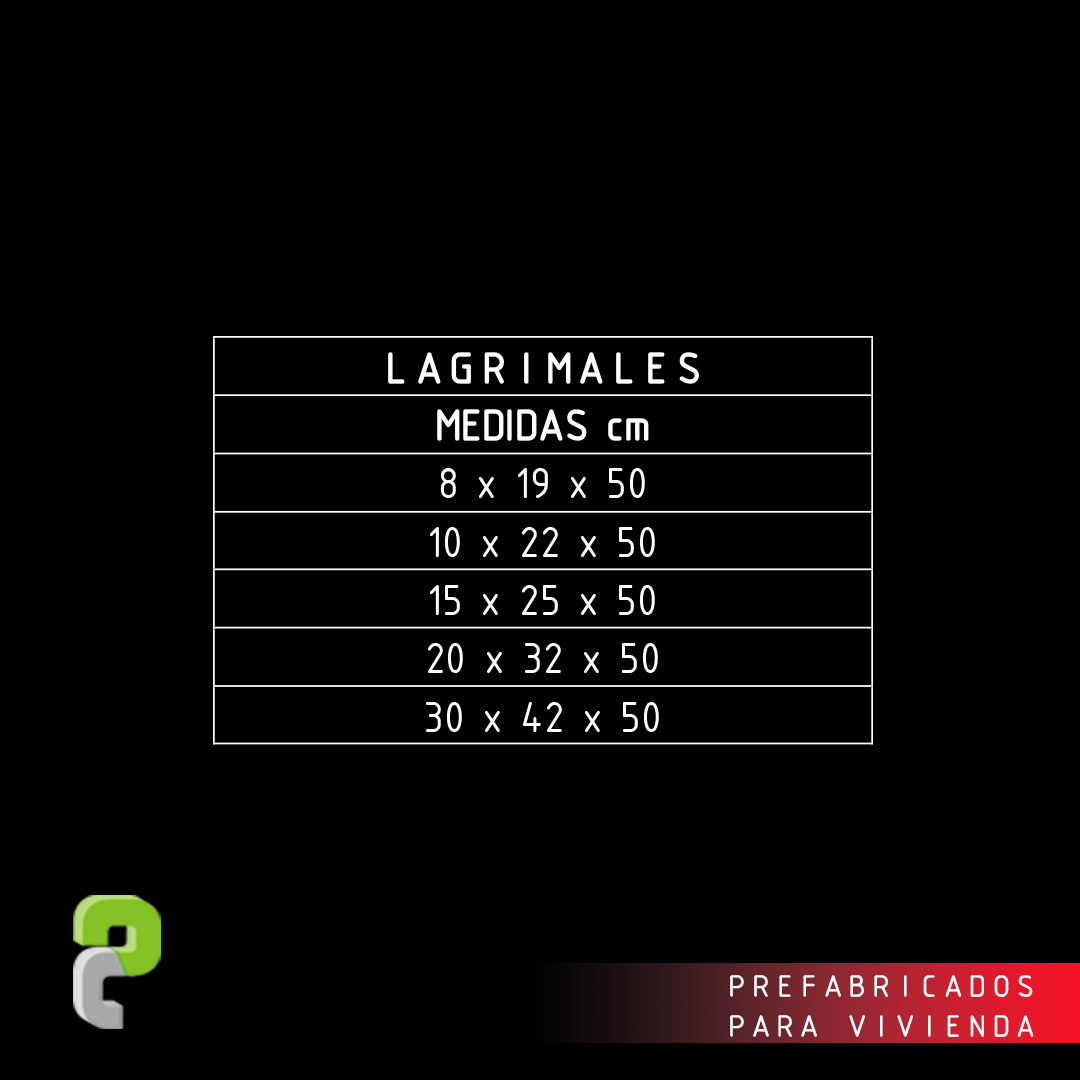 LAGRIMALES
MEDIDAS cm
8 x 19 x 50
10 x 22 x 50
15 x 25 x 50
20 x 32 x 50
30 x 42 x 50
PREFABRICADOS
PARA VIVIENDA